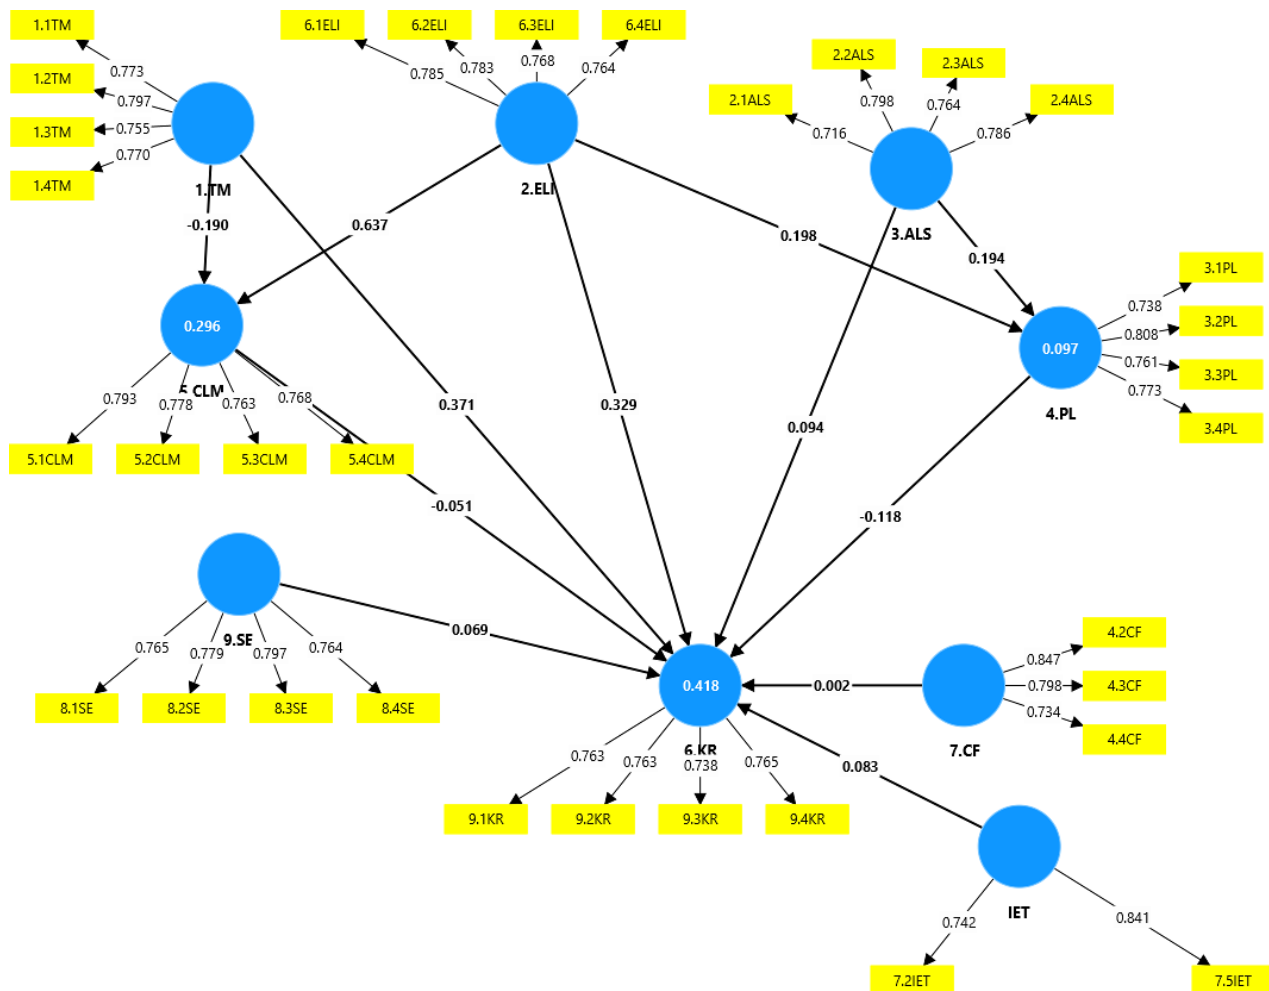 1.1TM
6.1ELI
6.2ELI
6.3ELI
6.4ELI
2.2ALS
2.3ALS
0.773
0.785
0.783
0.768
0.764
1.2TM
0.797
2.1ALS
0.798
0.764
2.4ALS
1.3TM
0.755
0.716
0.786
0.770
1.4TM
1.TM
2.ELI
-0.190
0.637
0.198
3.ALS
0.194
3.1PL
0.738
0.296
3.2PL
0.808
0.097
0.761
3.3PL
0.773
5.CLM
0.793
0.778
0.763
0.768
0.371
0.329
4.PL
0.094
3.4PL
5.1CLM
5.2CLM
5.3CLM
5.4CLM
-0.051
-0.118
9.SE
0.069
4.2CF
0.765
0.779
0.797
0.764
0.847
0.418
0.002
0.798
4.3CF
8.1SE
8.2SE
8.3SE
8.4SE
0.734
4.4CF
6.KR
7.CF
0.763
0.763
0.738
0.765
0.083
9.1KR
9.2KR
9.3KR
9.4KR
IET
0.742
0.841
7.2IET
7.5IET